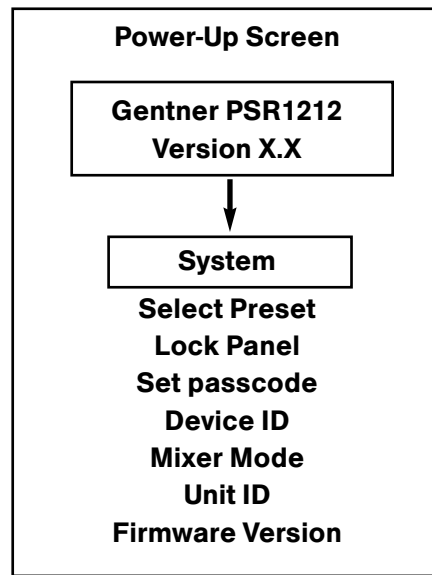 Power-Up Screen
Gentner PSR1212
Version X.X
System
Select Preset
Lock Panel
Set passcode
Device ID
Mixer Mode
Unit ID
Firmware Version